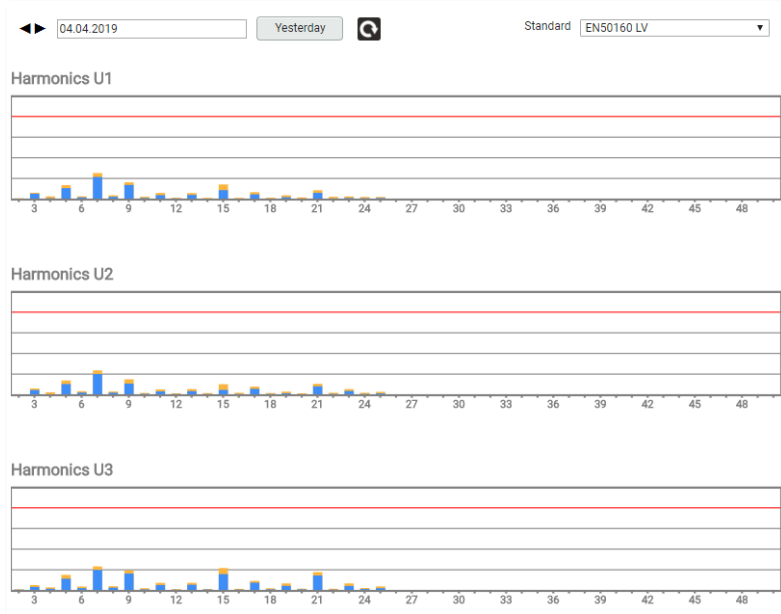 04.04.2019 Yesterday Standard EN50160 LV
Harmonics U1
3 6 9 12 15 18 21 24 27 30 33 36 39 42 45 48
Harmonics U2
3 6 9 12 15 18 21 24 27 30 33 36 39 42 45 48
Harmonics U3
3 6 9 12 15 18 21 24 27 30 33 36 39 42 45 48